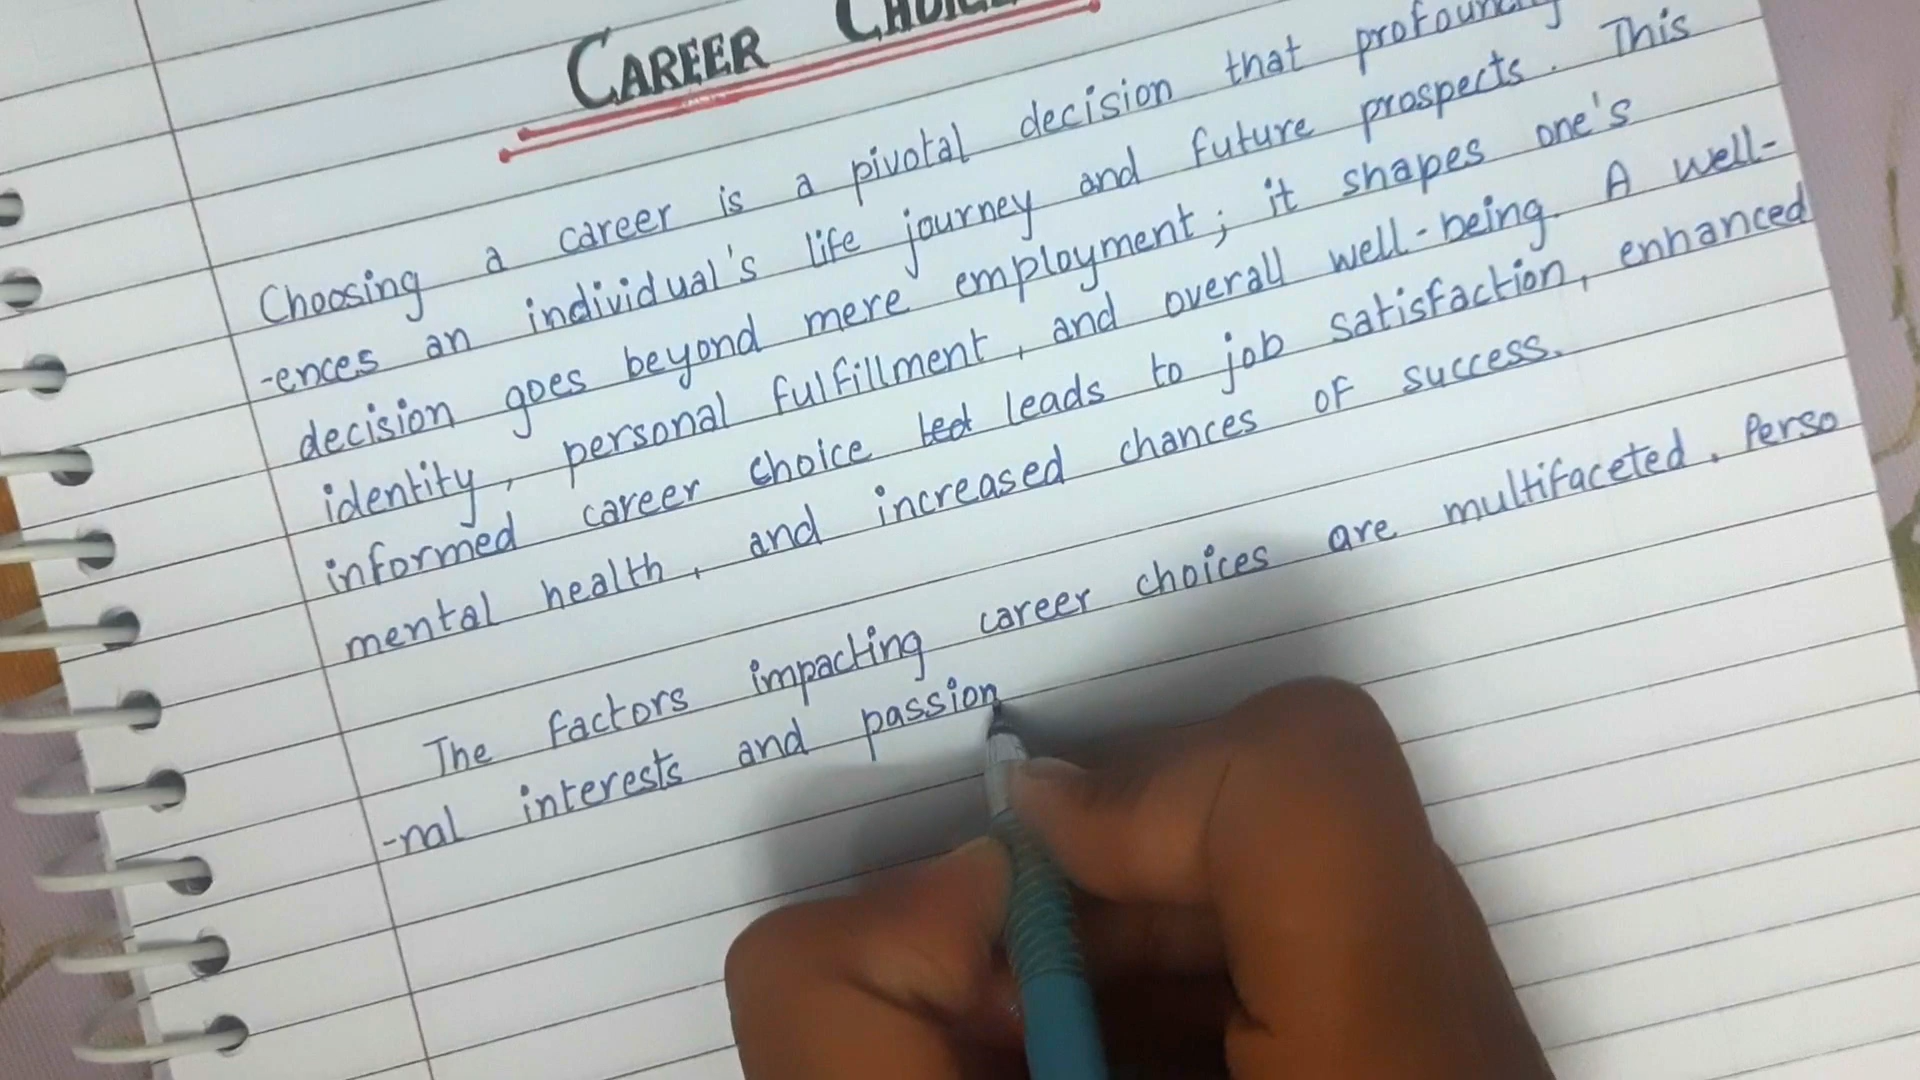 CAREER CHOICE
Choosing a career is a pivotal decision that profoundly
-ences an individual's life journey and future prospects. This
decision goes beyond mere employment; it shapes one's
identity, personal fulfillment, and overall well-being. A well-
informed career choice led leads to job satisfaction, enhanced
mental health, and increased chances of success.
The factors impacting career choices are multifaceted. Perso
-nal interests and passion